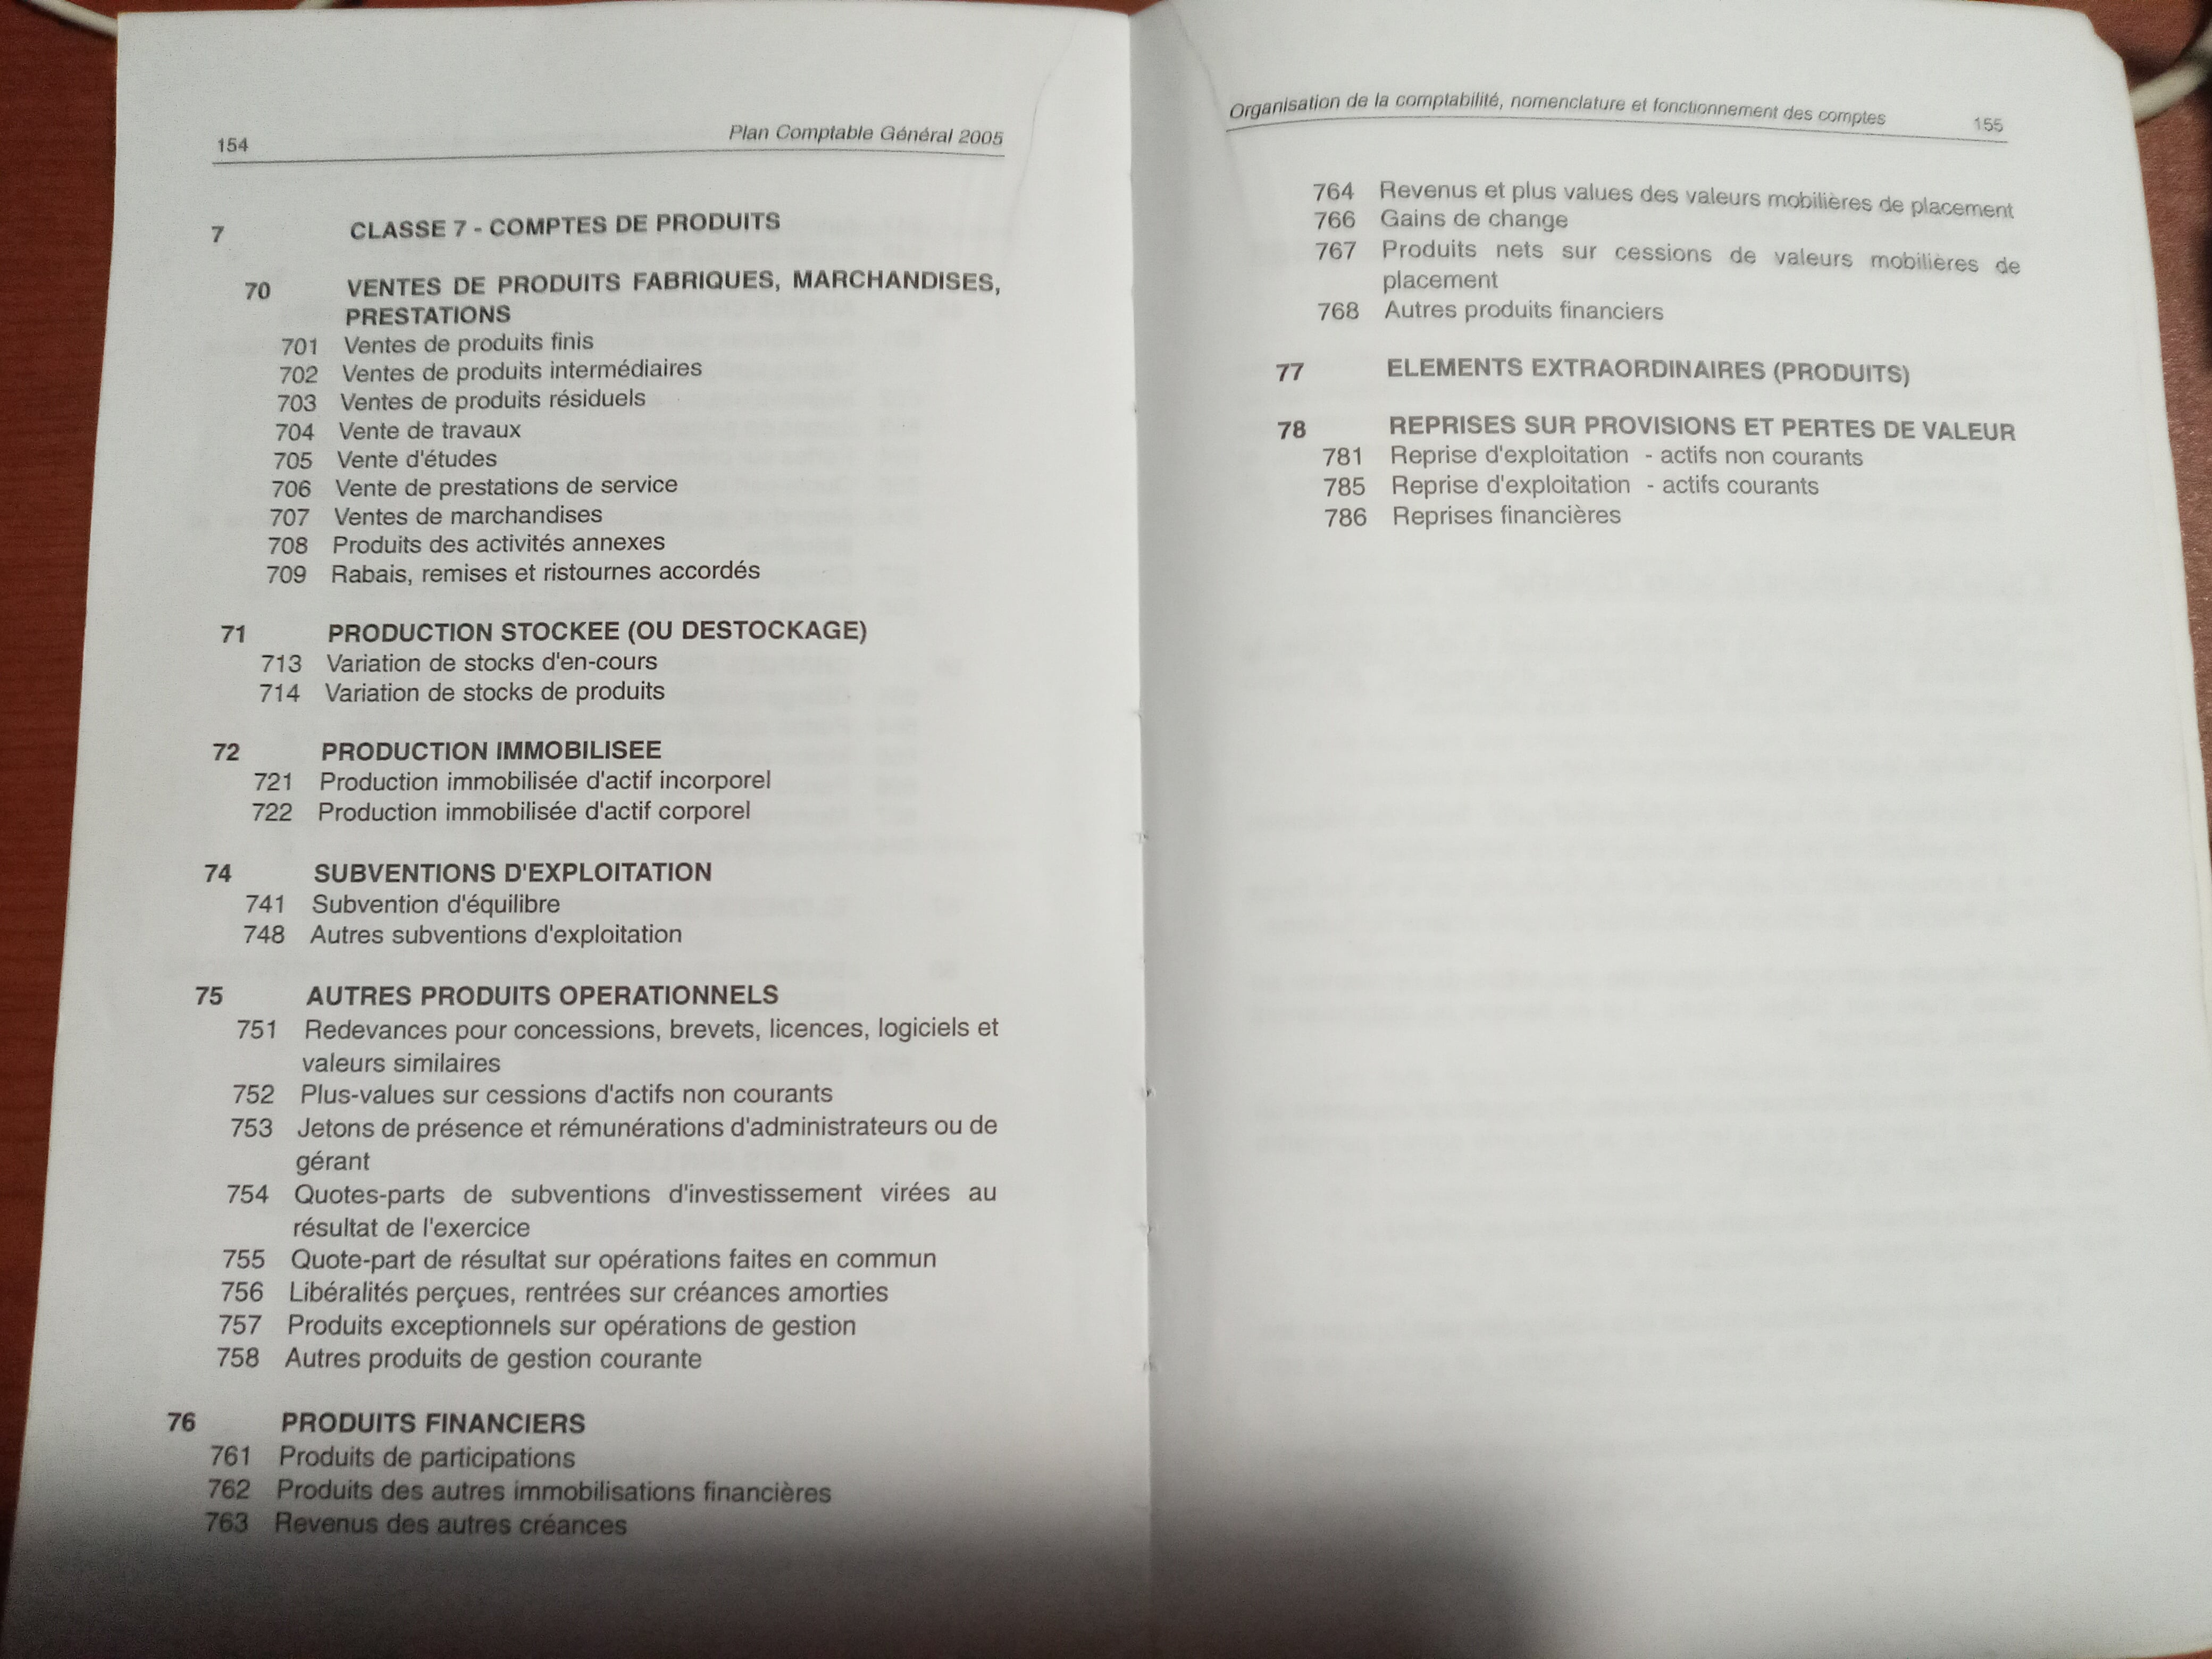 154
Plan Comptable Général 2005
7 CLASSE 7 - COMPTES DE PRODUITS
70 VENTES DE PRODUITS FABRIQUES, MARCHANDISES,
PRESTATIONS
701 Ventes de produits finis
702 Ventes de produits intermédiaires
703 Ventes de produits résiduels
704 Vente de travaux
705 Vente d'études
706 Vente de prestations de service
707 Ventes de marchandises
708 Produits des activités annexes
709 Rabais, remises et ristournes accordés
71 PRODUCTION STOCKEE (OU DESTOCKAGE)
713 Variation de stocks d'en-cours
714 Variation de stocks de produits
72 PRODUCTION IMMOBILISEE
721 Production immobilisée d'actif incorporel
722 Production immobilisée d'actif corporel
74 SUBVENTIONS D'EXPLOITATION
741 Subvention d'équilibre
748 Autres subventions d'exploitation
75 AUTRES PRODUITS OPERATIONNELS
751 Redevances pour concessions, brevets, licences, logiciels et
valeurs similaires
752 Plus-values sur cessions d'actifs non courants
753 Jetons de présence et rémunérations d'administrateurs ou de
gérant
754 Quotes-parts de subventions d'investissement virées au
résultat de l'exercice
755 Quote-part de résultat sur opérations faites en commun
756 Libéralités perçues, rentrées sur créances amorties
757 Produits exceptionnels sur opérations de gestion
758 Autres produits de gestion courante
76 PRODUITS FINANCIERS
761 Produits de participations
762 Produits des autres immobilisations financières
763 Revenus des autres créances
Organisation de la comptabilité, nomenclature et fonctionnement des comptes
155
764 Revenus et plus values des valeurs mobilières de placement
766 Gains de change
767 Produits nets sur cessions de valeurs mobilières de
placement
768 Autres produits financiers
77 ELEMENTS EXTRAORDINAIRES (PRODUITS)
78 REPRISES SUR PROVISIONS ET PERTES DE VALEUR
781 Reprise d'exploitation - actifs non courants
785 Reprise d'exploitation - actifs courants
786 Reprises financières